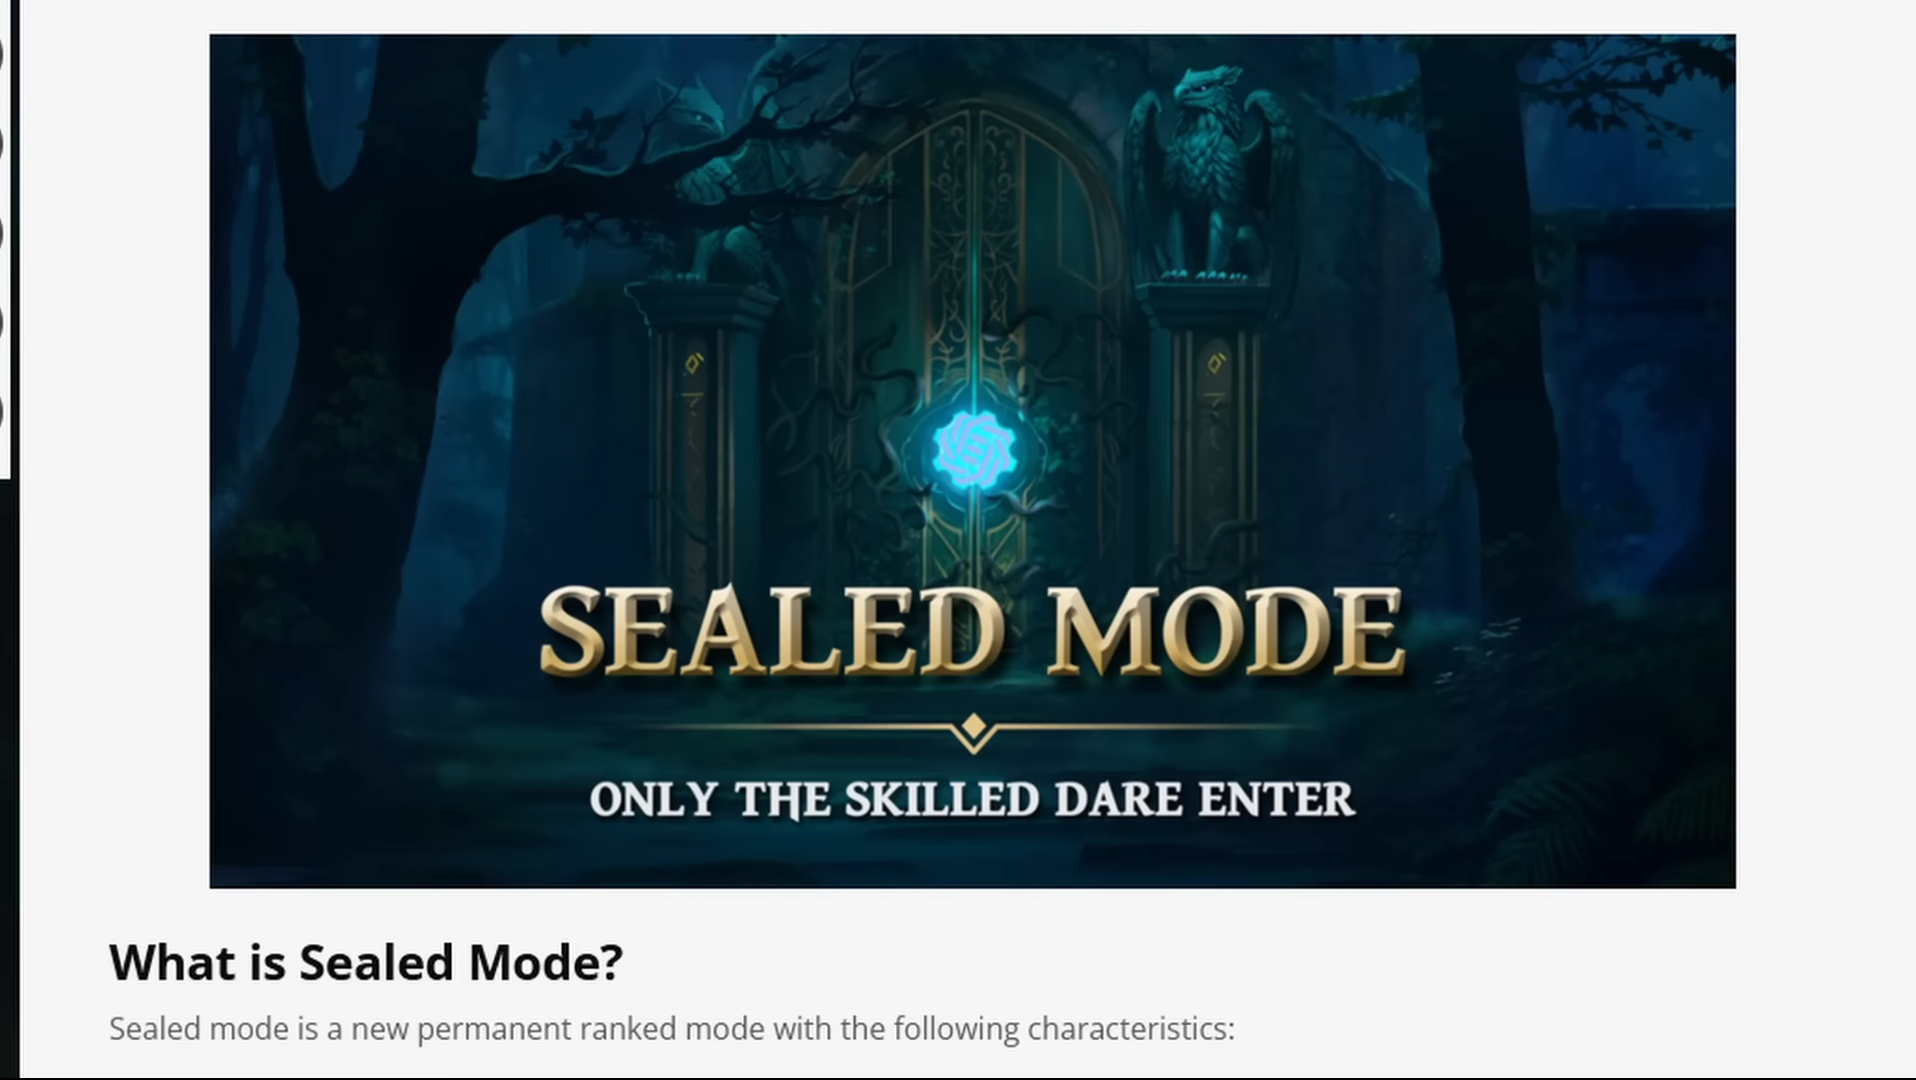 SEALED MODE
ONLY THE SKILLED DARE ENTER
What is Sealed Mode?
Sealed mode is a new permanent ranked mode with the following characteristics: